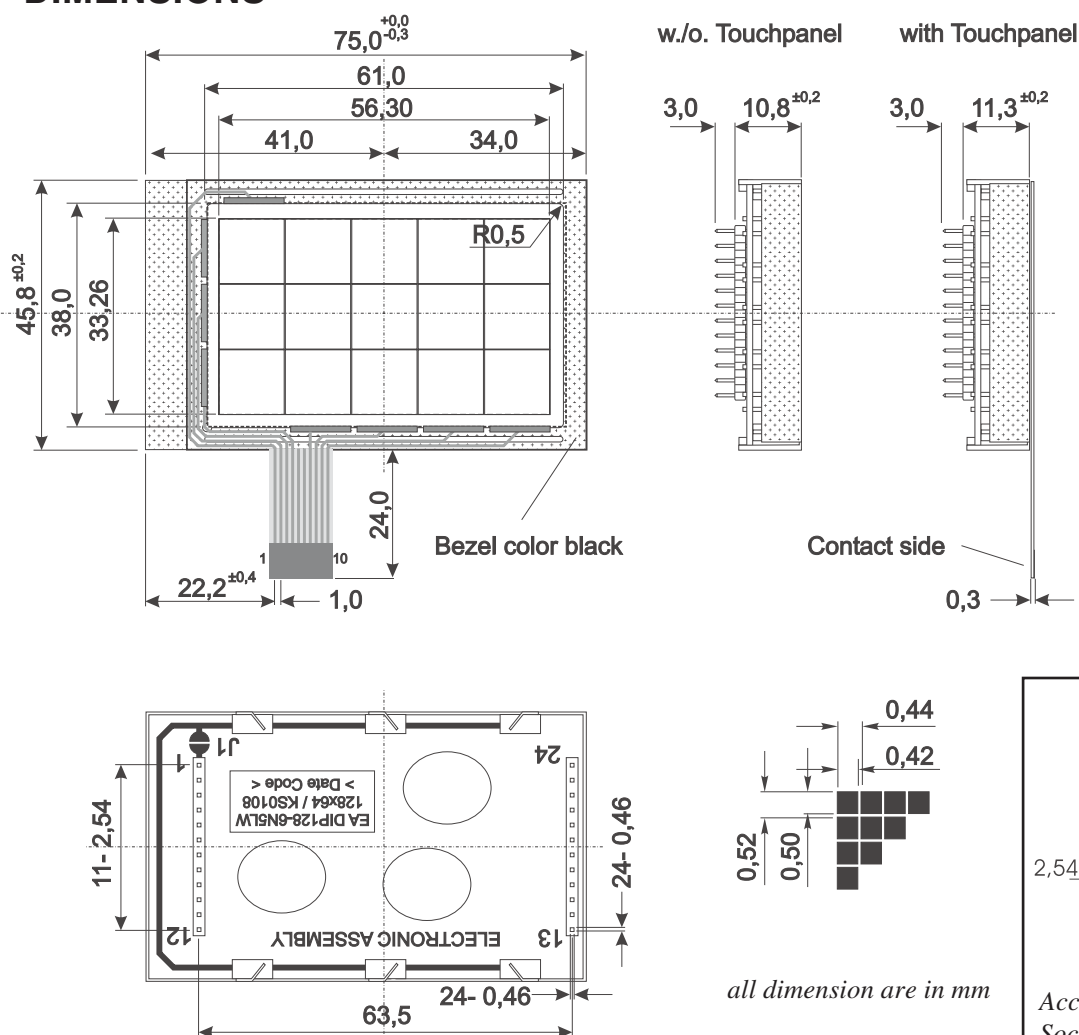 DIMENSIONS
75,0 +0,0 -0,3
61,0
56,30
41,0 34,0
45,8 ±0,2
38,0
33,26
R0,5
24,0
Bezel color black
1 10
22,2 ±0,4
1,0
w./o. Touchpanel
3,0 10,8 ±0,2
with Touchpanel
3,0 11,3 ±0,2
Contact side
0,3
J1
1
24
EA DIP128-6N5LW
128x64 / KS0108
> Date Code <
11- 2,54
24- 0,46
12
ELECTRONIC ASSEMBLY
13
24- 0,46
63,5
0,44
0,42
0,52
0,50
all dimension are in mm
2,54